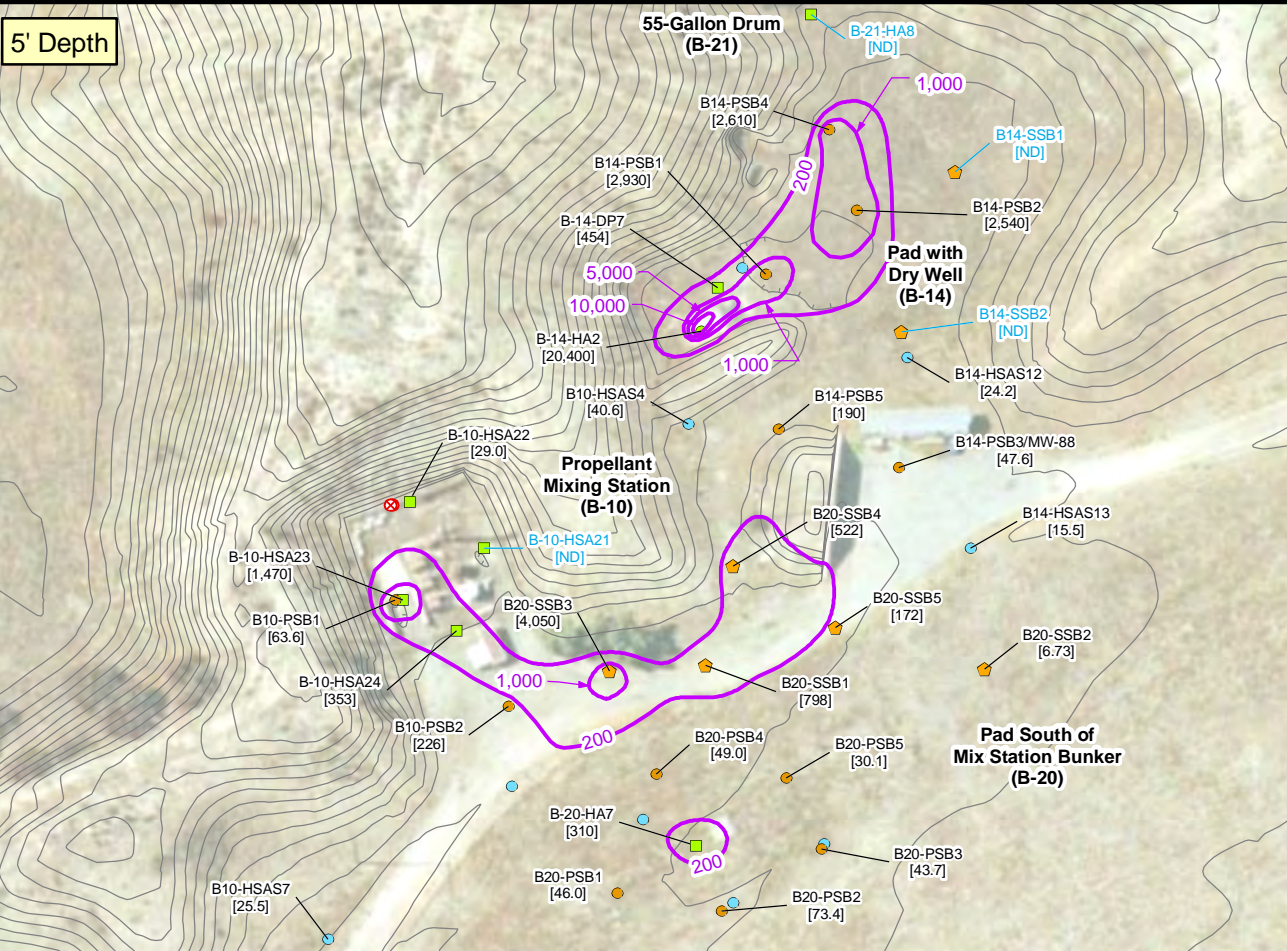 5' Depth
55-Gallon Drum
(B-21)
B-21-HA8
[ND]
1,000
B14-PSB4
[2,610]
B14-SSB1
[ND]
B14-PSB1
[2,930]
200
B14-PSB2
[2,540]
B-14-DP7
[454]
Pad with
Dry Well
(B-14)
5,000
10,000
B14-SSB2
[ND]
B-14-HA2
[20,400]
1,000
B14-HSAS12
[24.2]
B10-HSAS4
[40.6]
B14-PSB5
[190]
B-10-HSA22
[29.0]
B14-PSB3/MW-88
[47.6]
Propellant
Mixing Station
(B-10)
B20-SSB4
[522]
B14-HSAS13
[15.5]
B-10-HSA21
[ND]
B-10-HSA23
[1,470]
B10-PSB1
[63.6]
B20-SSB3
[4,050]
B20-SSB5
[172]
B20-SSB2
[6.73]
B-10-HSA24
[353]
1,000
B20-SSB1
[798]
B10-PSB2
[226]
200
B20-PSB4
[49.0]
B20-PSB5
[30.1]
Pad South of
Mix Station Bunker
(B-20)
B-20-HA7
[310]
200
B20-PSB3
[43.7]
B20-PSB1
[46.0]
B20-PSB2
[73.4]
B10-HSAS7
[25.5]